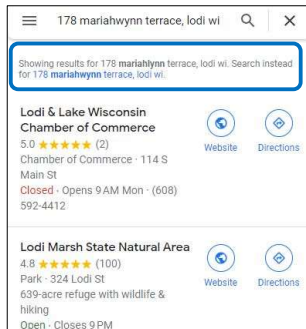 178 mariahwynn terrace, lodi wi
Showing results for 178 mariahlynn terrace, lodi wi. Search instead
for 178 mariahwynn terrace, lodi wi.
Lodi & Lake Wisconsin
Chamber of Commerce
5.0 ★★★★★ (2)
Chamber of Commerce · 114 S
Main St
Closed · Opens 9 AM Mon · (608)
592-4412
Website
Directions
Lodi Marsh State Natural Area
4.8 ★★★★★ (100)
Park · 324 Lodi St
639-acre refuge with wildlife &
hiking
Open · Closes 9 PM
Website
Directions